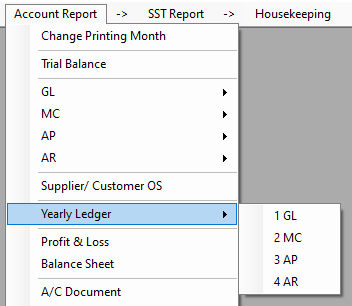 Account Report -> SST Report -> Housekeeping
Change Printing Month
Trial Balance
GL
MC
AP
AR
Supplier/ Customer OS
Yearly Ledger
1 GL
2 MC
3 AP
4 AR
Profit & Loss
Balance Sheet
A/C Document